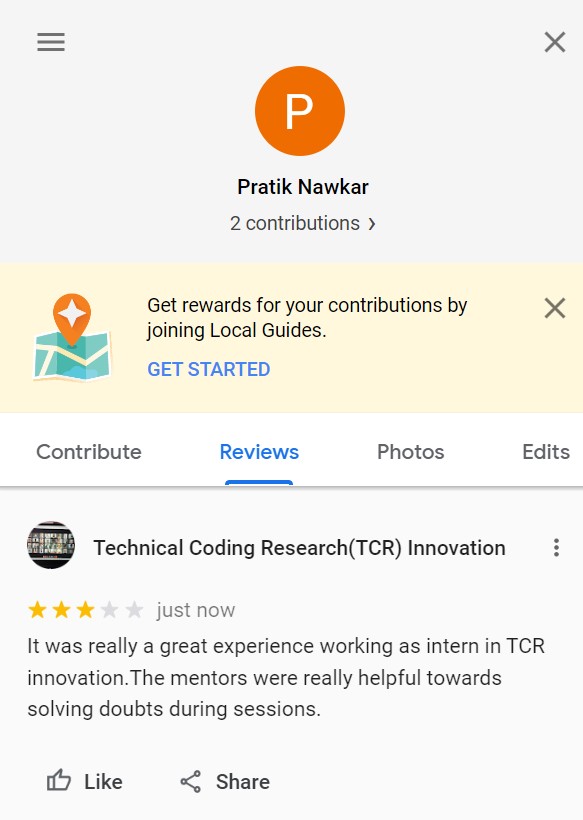 P
Pratik Nawkar
2 contributions
Get rewards for your contributions by
joining Local Guides.
GET STARTED
Contribute Reviews Photos Edits
Technical Coding Research(TCR) Innovation
just now
It was really a great experience working as intern in TCR
innovation.The mentors were really helpful towards
solving doubts during sessions.
Like Share